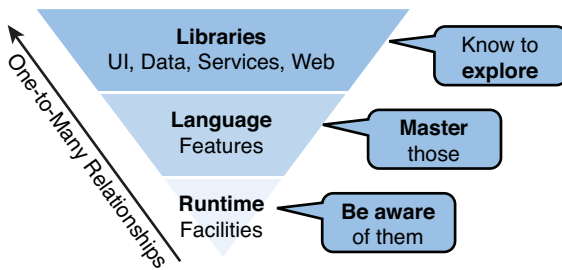 Libraries
UI, Data, Services, Web
Know to
explore
One-to-Many Relationships
Language
Features
Master
those
Runtime
Facilities
Be aware
of them